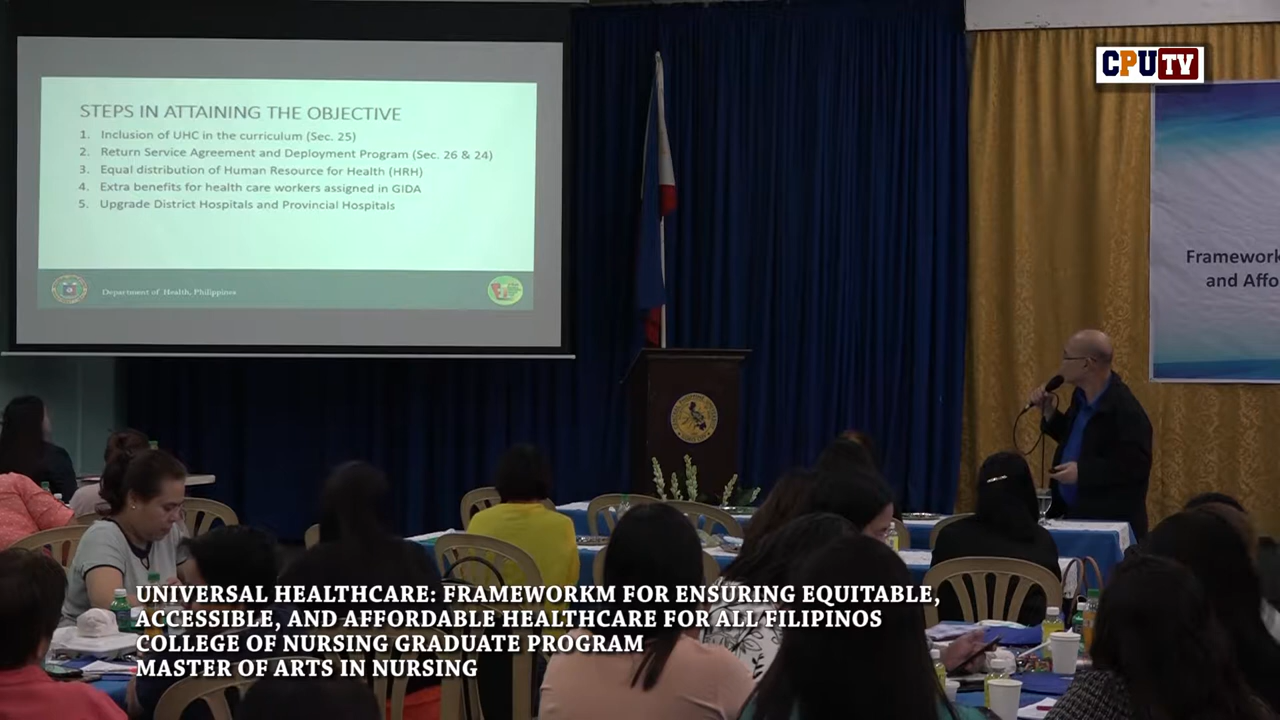 CPUTV
STEPS IN ATTAINING THE OBJECTIVE
1. Inclusion of UHC in the curriculum (Sec. 25)
2. Return Service Agreement and Deployment Program (Sec. 26 & 24)
3. Equal distribution of Human Resource for Health (HRH)
4. Extra benefits for health care workers assigned in GIDA
5. Upgrade District Hospitals and Provincial Hospitals
Department of Health, Philippines
Framework
and Affo
UNIVERSAL HEALTHCARE: FRAMEWORKM FOR ENSURING EQUITABLE,
ACCESSIBLE, AND AFFORDABLE HEALTHCARE FOR ALL FILIPINOS
COLLEGE OF NURSING GRADUATE PROGRAM
MASTER OF ARTS IN NURSING